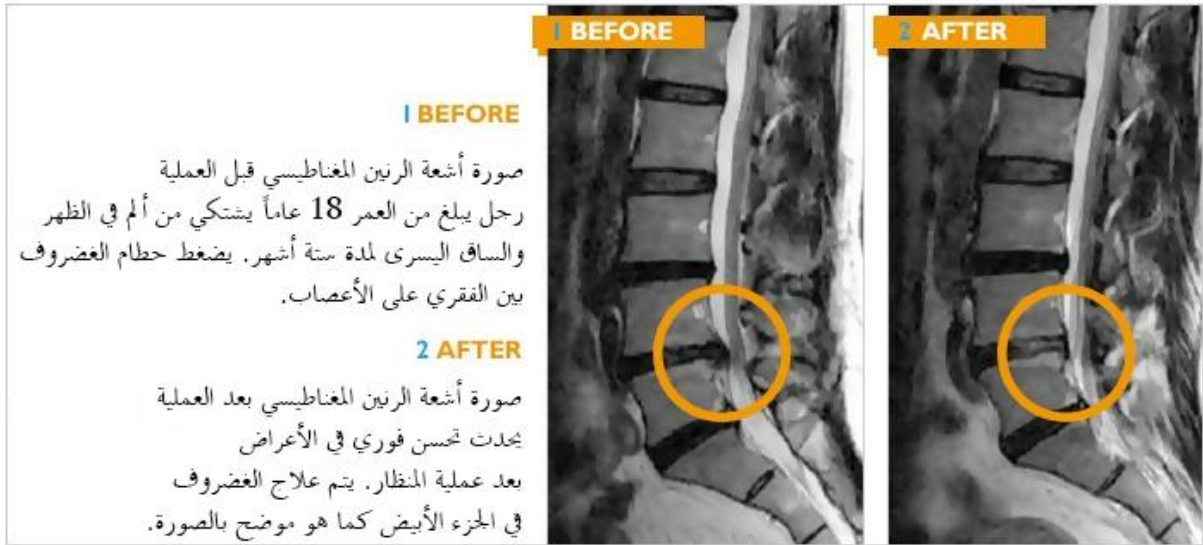 1 BEFORE
2 AFTER
1 BEFORE
صورة أشعة الرنين المغناطيسي قبل العملية
رجل يبلغ من العمر 18 عاماً يشتكي من ألم في الظهر
والساق اليسرى لمدة ستة أشهر. يضغط حطام الغضروف
بين الفقري على الأعصاب.
2 AFTER
صورة أشعة الرنين المغناطيسي بعد العملية
يحدث تحسن فوري في الأعراض
بعد عملية المنظار. يتم علاج الغضروف
في الجزء الأبيض كما هو موضح بالصورة.